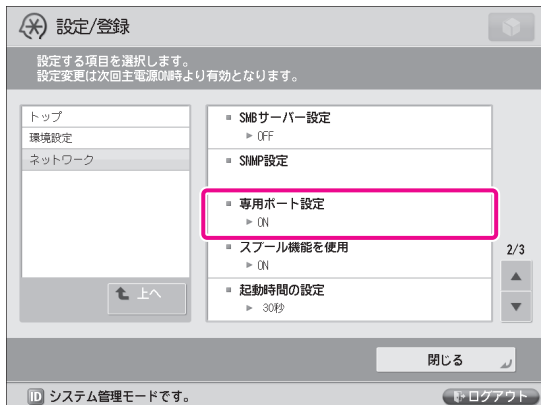 設定/登録
設定する項目を選択します。
設定変更は次回主電源ON時より有効となります。
トップ
環境設定
ネットワーク
上へ
SMBサーバー設定
► OFF
SNMP設定
専用ポート設定
► ON
スプール機能を使用
► ON
起動時間の設定
► 30秒
2/3
閉じる
ID システム管理モードです。
ログアウト